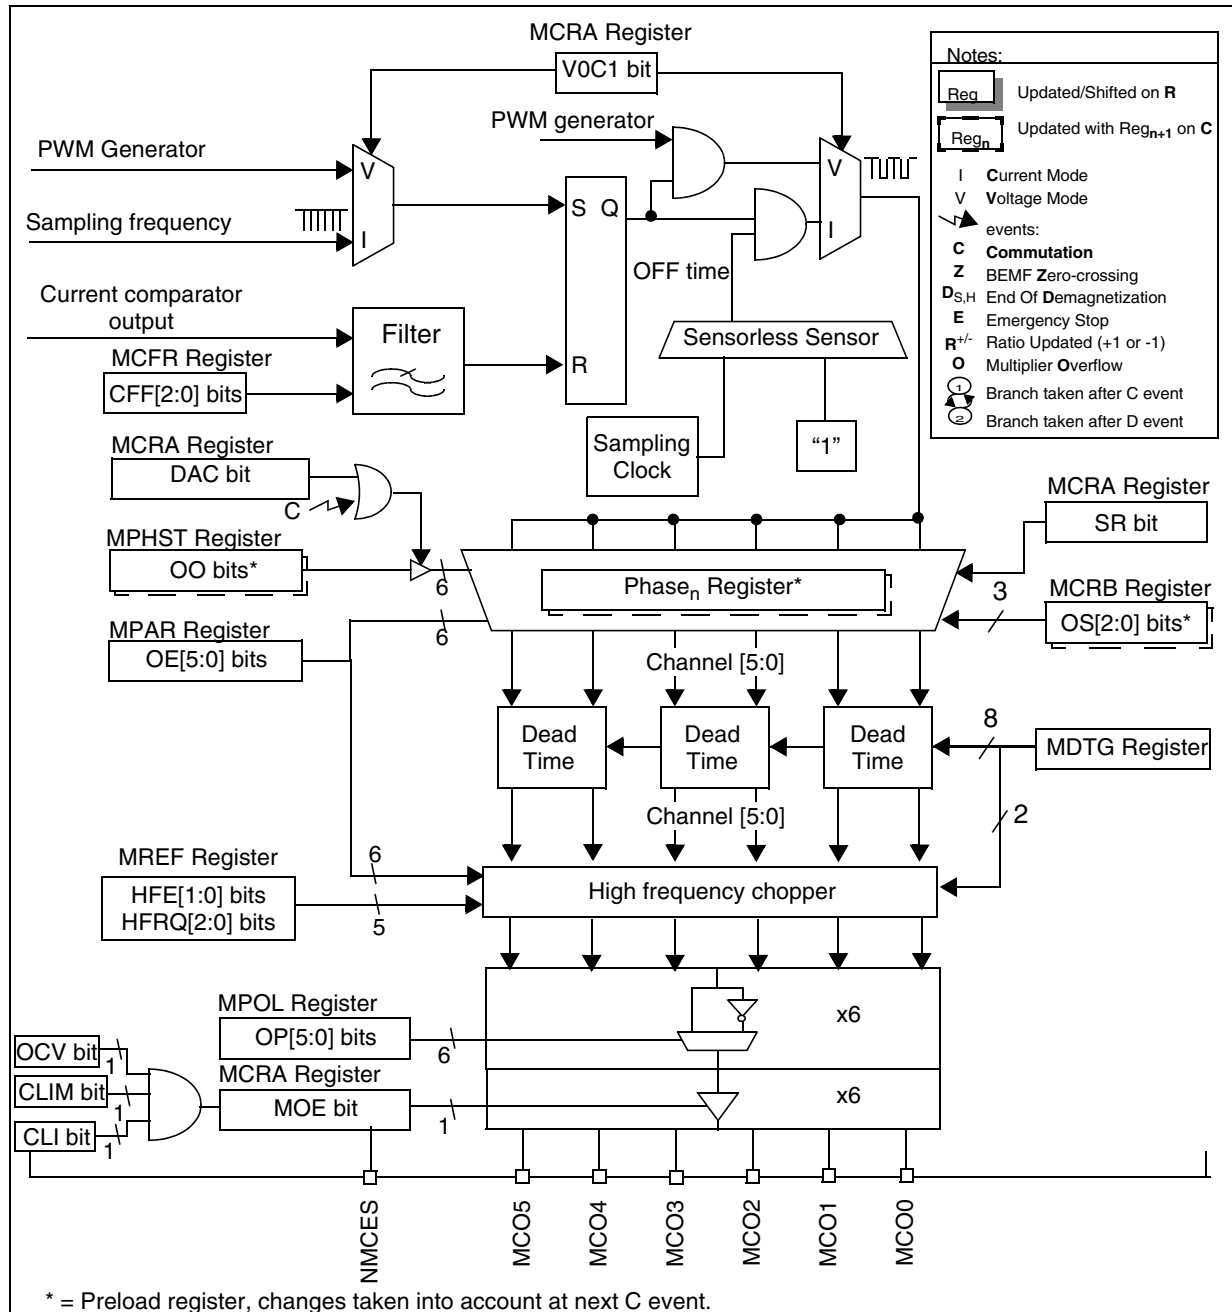 MCRA Register
V0C1 bit
PWM generator
PWM Generator
V
V
Sampling frequency
I
I
S Q
R
OFF time
Current comparator
output
Filter
MCFR Register
CFF[2:0] bits
Sensorless Sensor
Sampling
Clock
“1”
Notes:
Reg
Updated/Shifted on R
Regn
Updated with Regn+1 on C
I Current Mode
V Voltage Mode
events:
C Commutation
Z BEMF Zero-crossing
DS,H End Of Demagnetization
E Emergency Stop
R+/- Ratio Updated (+1 or -1)
O Multiplier Overflow
1 Branch taken after C event
2 Branch taken after D event
MCRA Register
DAC bit
C
MCRA Register
SR bit
MPHST Register
OO bits*
6
Phasen Register*
MCRB Register
3
OS[2:0] bits*
MPAR Register
6
OE[5:0] bits
Channel [5:0]
Dead
Time
Dead
Time
Dead
Time
8
MDTG Register
Channel [5:0]
2
MREF Register
HFE[1:0] bits
HFRQ[2:0] bits
6
5
High frequency chopper
MPOL Register
OP[5:0] bits
6
x6
OCV bit
1
CLIM bit
1
CLI bit
1
MCRA Register
MOE bit
1
x6
NMCES
MCO5
MCO4
MCO3
MCO2
MCO1
MCO0
* = Preload register, changes taken into account at next C event.